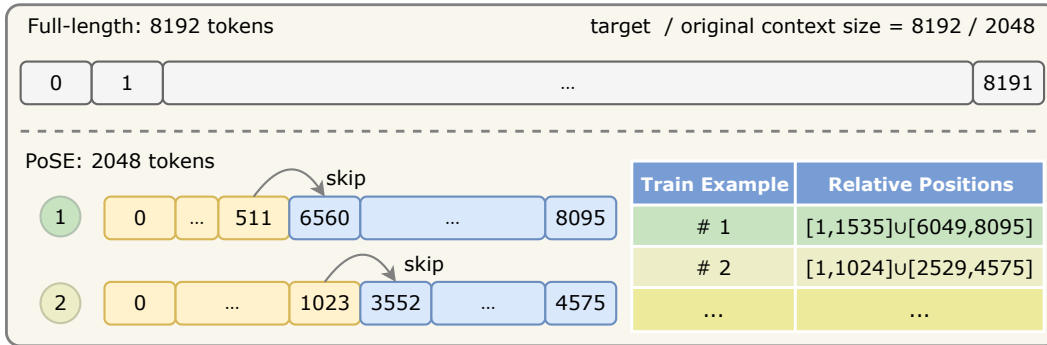 Full-length: 8192 tokens
target / original context size = 8192 / 2048
0 1 ... 8191
PoSE: 2048 tokens
skip
1 0 ... 511 6560 ... 8095
skip
2 0 ... 1023 3552 ... 4575
Train Example Relative Positions
# 1 [1,1535]∪[6049,8095]
# 2 [1,1024]∪[2529,4575]
... ...